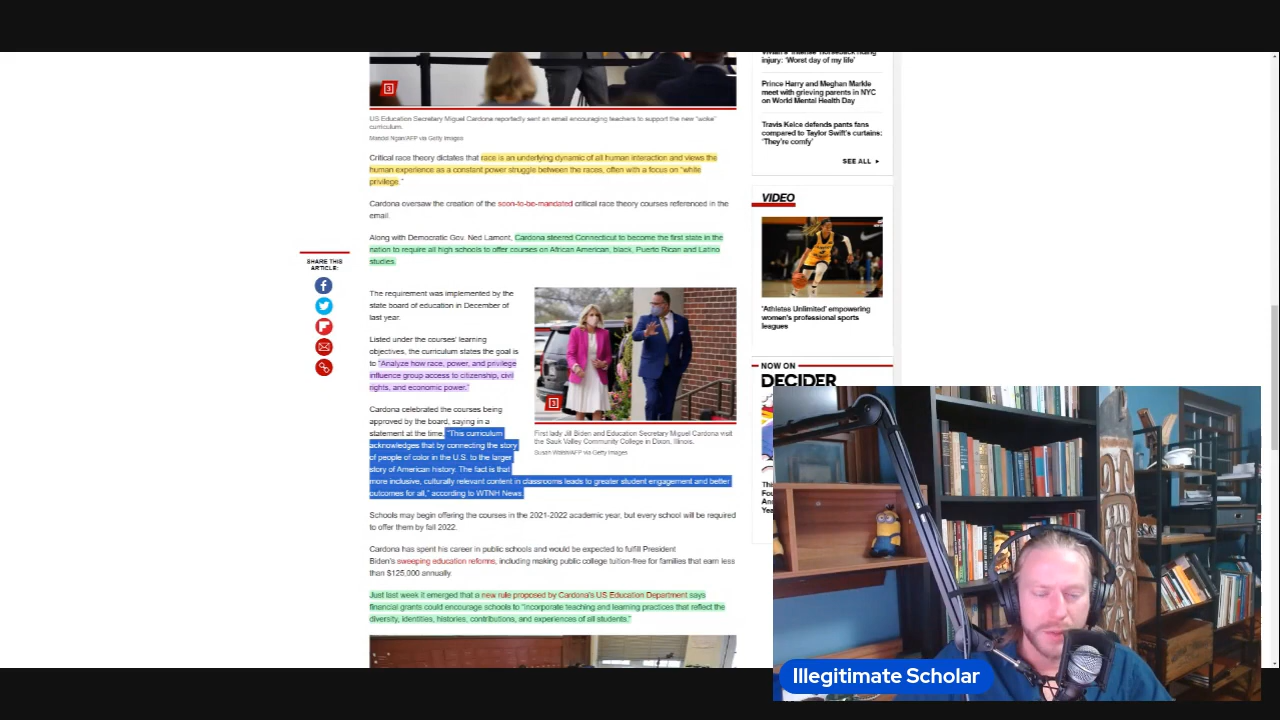 Vivian's 'intense' horseback riding
injury: 'Worst day of my life'
Prince Harry and Meghan Markle
meet with grieving parents in NYC
on World Mental Health Day
Travis Kelce defends pants fans
compared to Taylor Swift's curtains:
'They're comfy'
SEE ALL
US Education Secretary Miguel Cardona reportedly sent an email encouraging teachers to support the new "woke"
curriculum.
Mandel Ngan/AFP via Getty Images
Critical race theory dictates that race is an underlying dynamic of all human interaction and views the
human experience as a constant power struggle between the races, often with a focus on "white
privilege."
Cardona oversaw the creation of the soon-to-be-mandated critical race theory courses referenced in the
email.
Along with Democratic Gov. Ned Lamont, Cardona steered Connecticut to become the first state in the
nation to require all high schools to offer courses on African American, black, Puerto Rican and Latino
studies.
SHARE THIS
ARTICLE:
The requirement was implemented by the
state board of education in December of
last year.
Listed under the courses' learning
objectives, the curriculum states the goal is
to "Analyze how race, power, and privilege
influence group access to citizenship, civil
rights, and economic power."
Cardona celebrated the courses being
approved by the board, saying in a
statement at the time, "This curriculum
acknowledges that by connecting the story
of people of color in the U.S. to the larger
story of American history. The fact is that
more inclusive, culturally relevant content in classrooms leads to greater student engagement and better
outcomes for all," according to WTNH News.
First lady Jill Biden and Education Secretary Miguel Cardona visit
the Sauk Valley Community College in Dixon, Illinois.
Susan Walsh/AFP via Getty Images
Schools may begin offering the courses in the 2021-2022 academic year, but every school will be required
to offer them by fall 2022.
Cardona has spent his career in public schools and would be expected to fulfill President
Biden's sweeping education reforms, including making public college tuition-free for families that earn less
than $125,000 annually.
Just last week it emerged that a new rule proposed by Cardona's US Education Department says
financial grants could encourage schools to "incorporate teaching and learning practices that reflect the
diversity, identities, histories, contributions, and experiences of all students."
VIDEO
'Athletes Unlimited' empowering
women's professional sports
leagues
NOW ON
DECIDER
Illegitimate Scholar